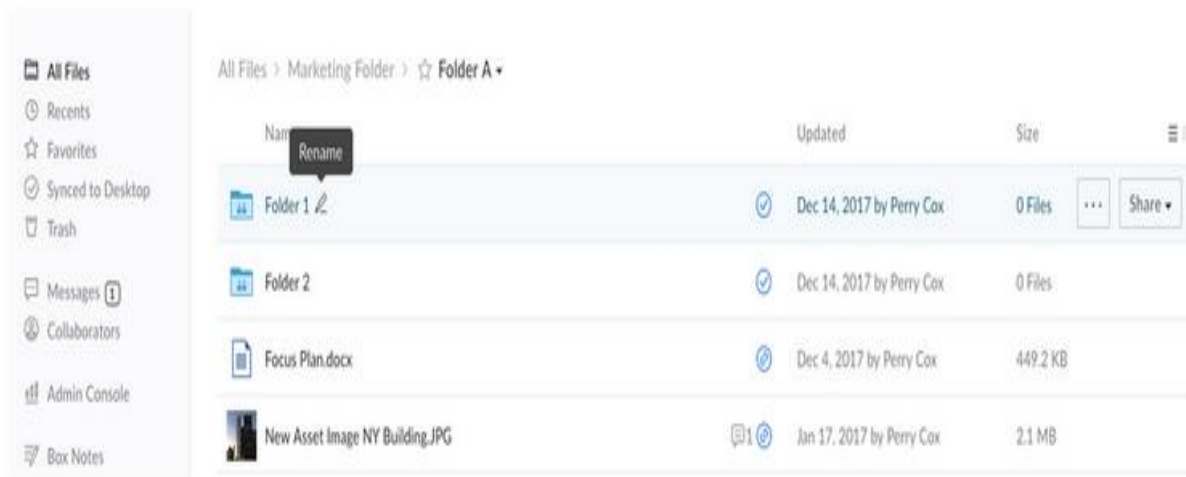 All Files
Recents
Favorites
Synced to Desktop
Trash
Messages 1
Collaborators
Admin Console
Box Notes
All Files > Marketing Folder > Folder A
Updated Size
Rename
Folder 1 Dec 14, 2017 by Perry Cox 0 Files ... Share
Folder 2 Dec 14, 2017 by Perry Cox 0 Files
Focus Plan.docx Dec 4, 2017 by Perry Cox 449.2 KB
New Asset Image NY Building.JPG 1 Jan 17, 2017 by Perry Cox 2.1 MB